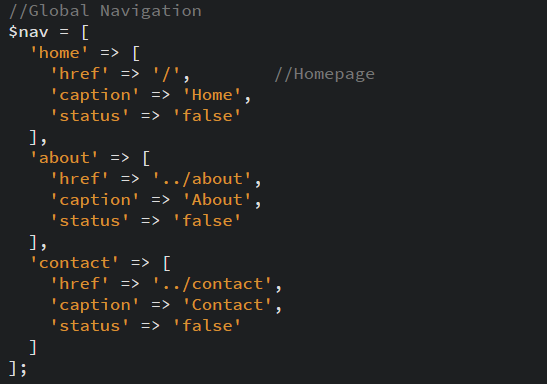 //Global Navigation
$nav = [
  'home' => [
    'href' => '/',        //Homepage
    'caption' => 'Home',
    'status' => 'false'
  ],
  'about' => [
    'href' => '../about',
    'caption' => 'About',
    'status' => 'false'
  ],
  'contact' => [
    'href' => '../contact',
    'caption' => 'Contact',
    'status' => 'false'
  ]
];